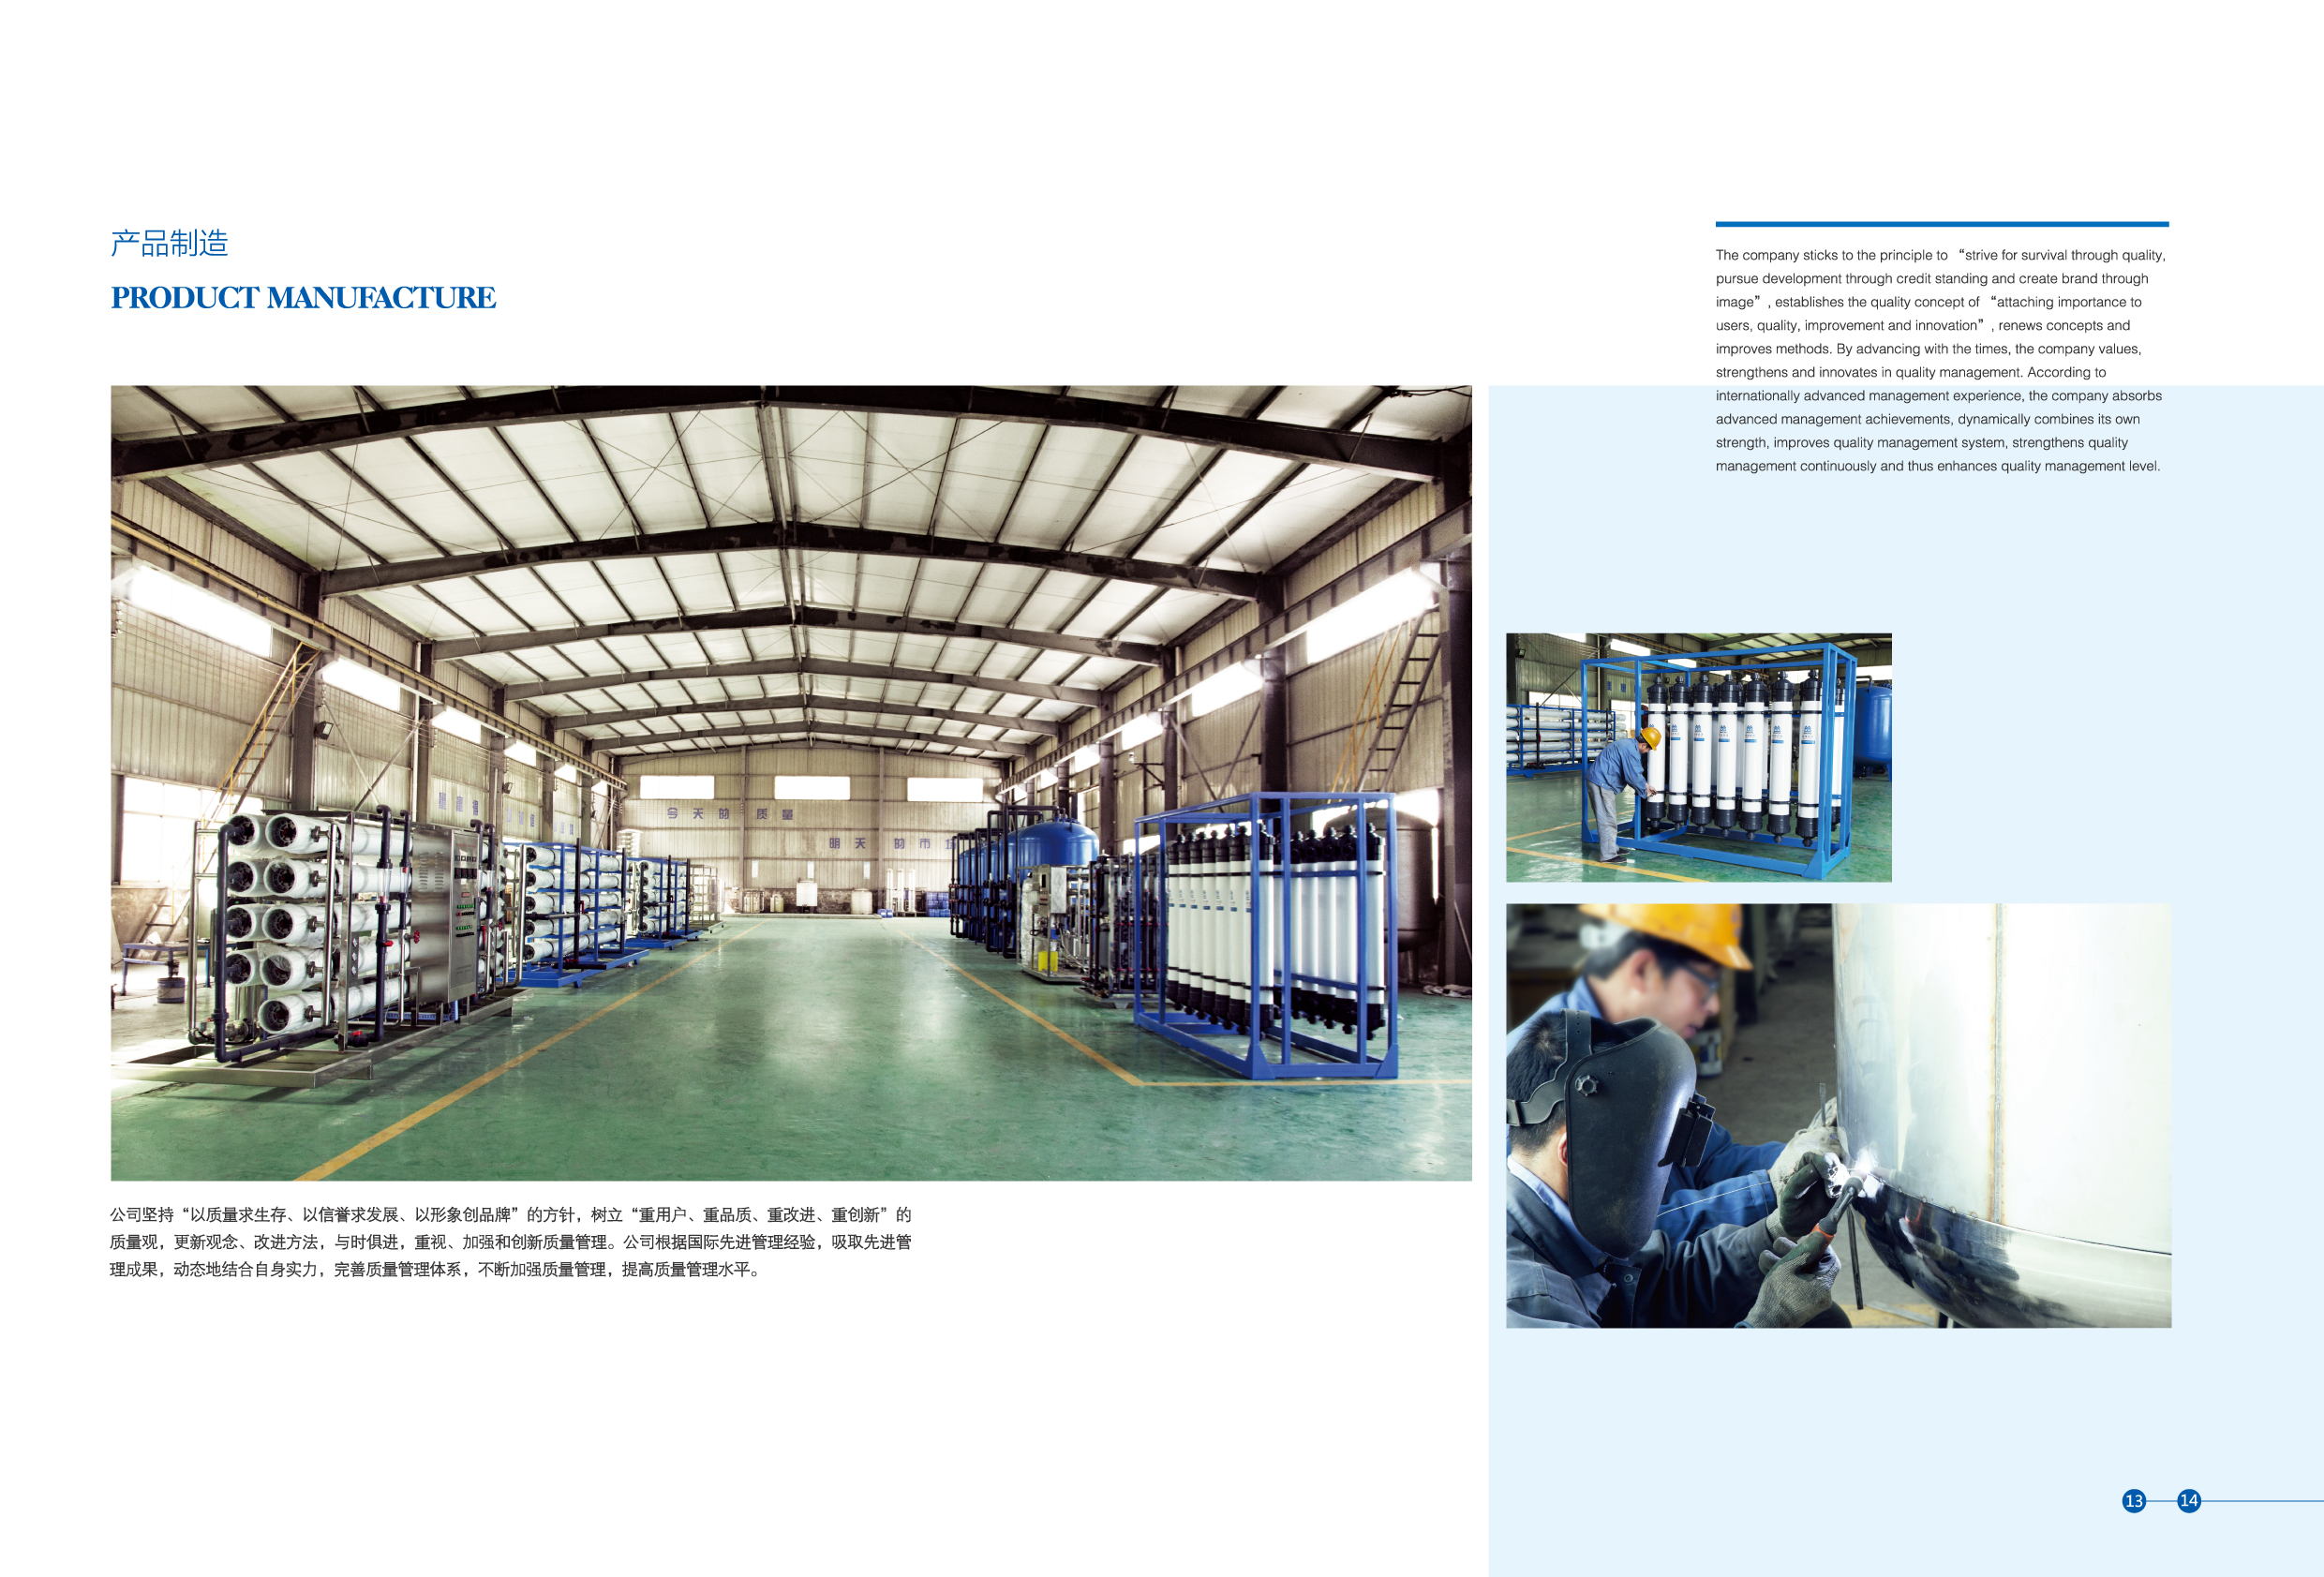 产品制造
PRODUCT MANUFACTURE
The company sticks to the principle to “strive for survival through quality,
pursue development through credit standing and create brand through
image”, establishes the quality concept of “attaching importance to
users, quality, improvement and innovation”, renews concepts and
improves methods. By advancing with the times, the company values,
strengthens and innovates in quality management. According to
internationally advanced management experience, the company absorbs
advanced management achievements, dynamically combines its own
strength, improves quality management system, strengthens quality
management continuously and thus enhances quality management level.
今天的质量
明天的市
公司坚持“以质量求生存、以信誉求发展、以形象创品牌”的方针，树立“重用户、重品质、重改进、重创新”的
质量观，更新观念、改进方法，与时俱进，重视、加强和创新质量管理。公司根据国际先进管理经验，吸取先进管
理成果，动态地结合自身实力，完善质量管理体系，不断加强质量管理，提高质量管理水平。
13 14